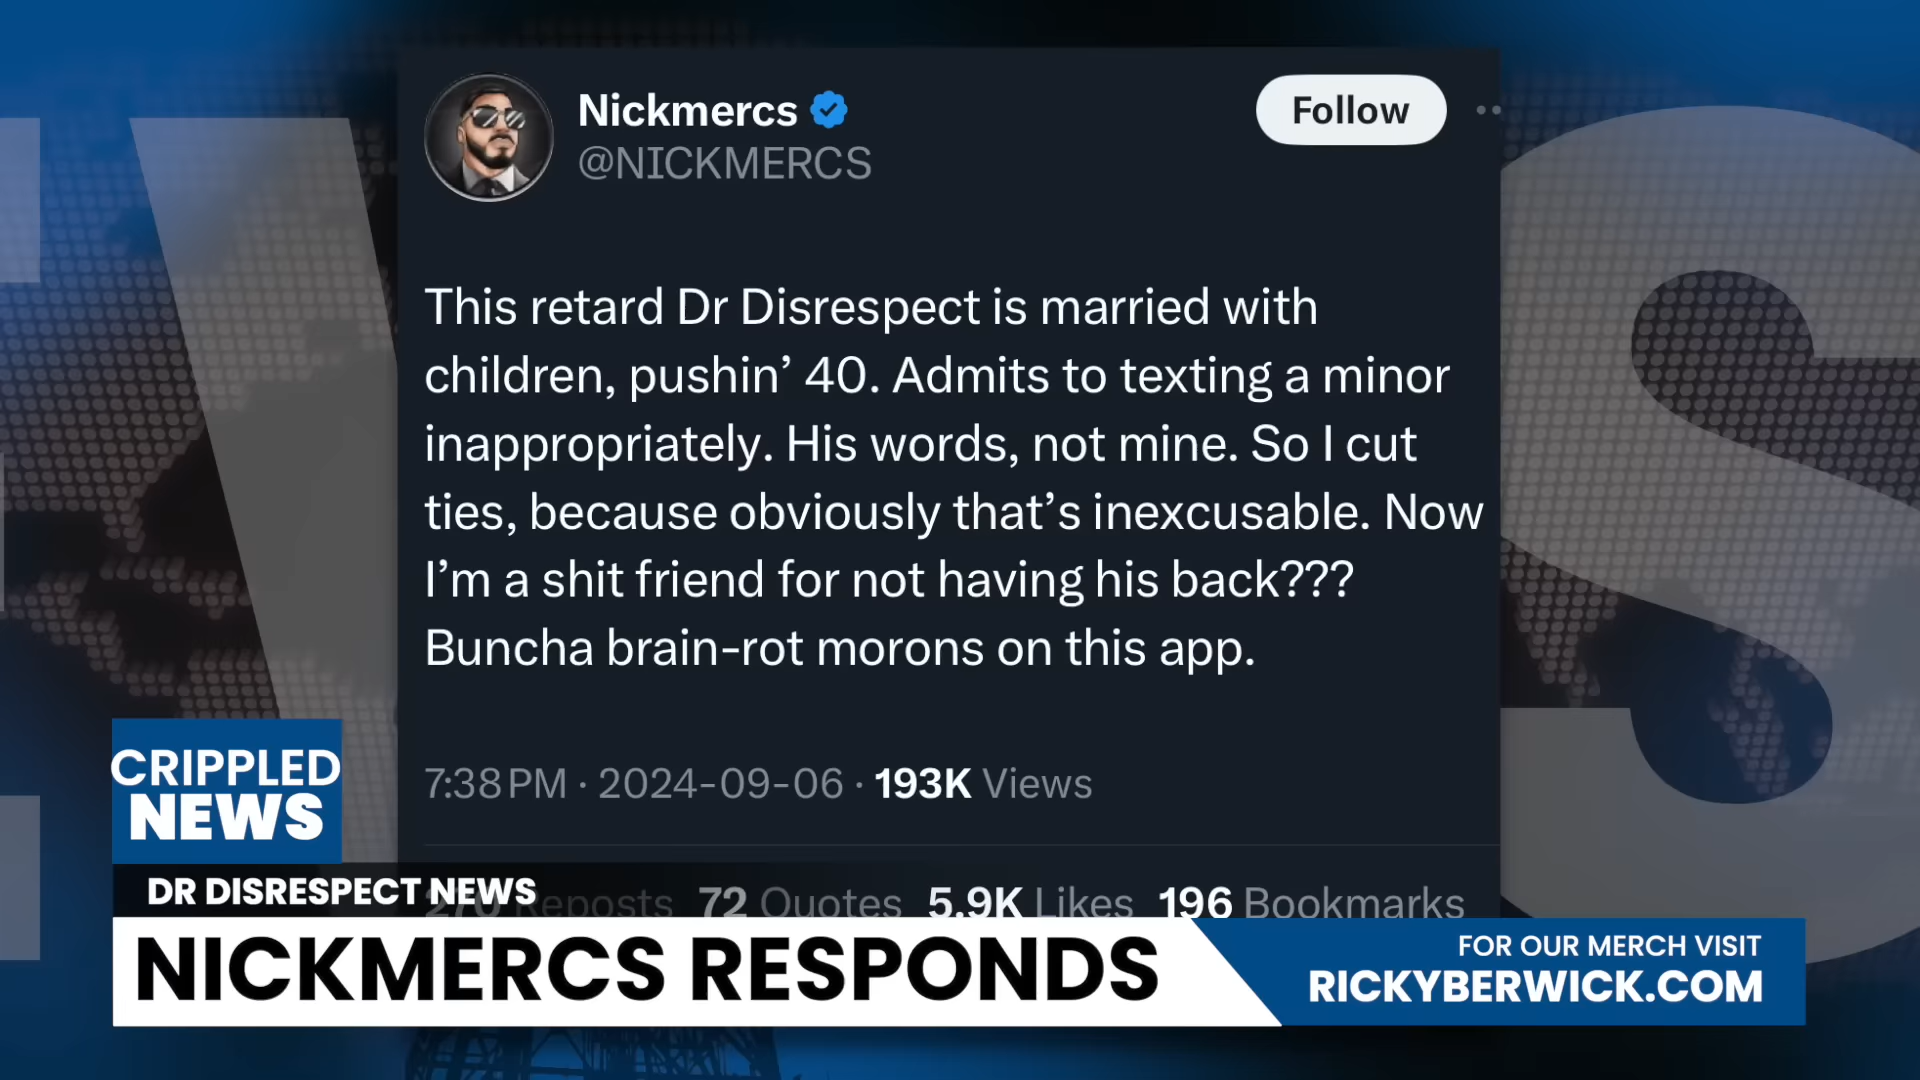 Nickmercs
@NICKMERCS
Follow
This retard Dr Disrespect is married with
children, pushin’ 40. Admits to texting a minor
inappropriately. His words, not mine. So I cut
ties, because obviously that’s inexcusable. Now
I’m a shit friend for not having his back???
Buncha brain-rot morons on this app.
7:38 PM · 2024-09-06 · 193K Views
Reposts 72 Quotes 5.9K Likes 196 Bookmarks
CRIPPLED
NEWS
DR DISRESPECT NEWS
NICKMERCS RESPONDS
FOR OUR MERCH VISIT
RICKYBERWICK.COM